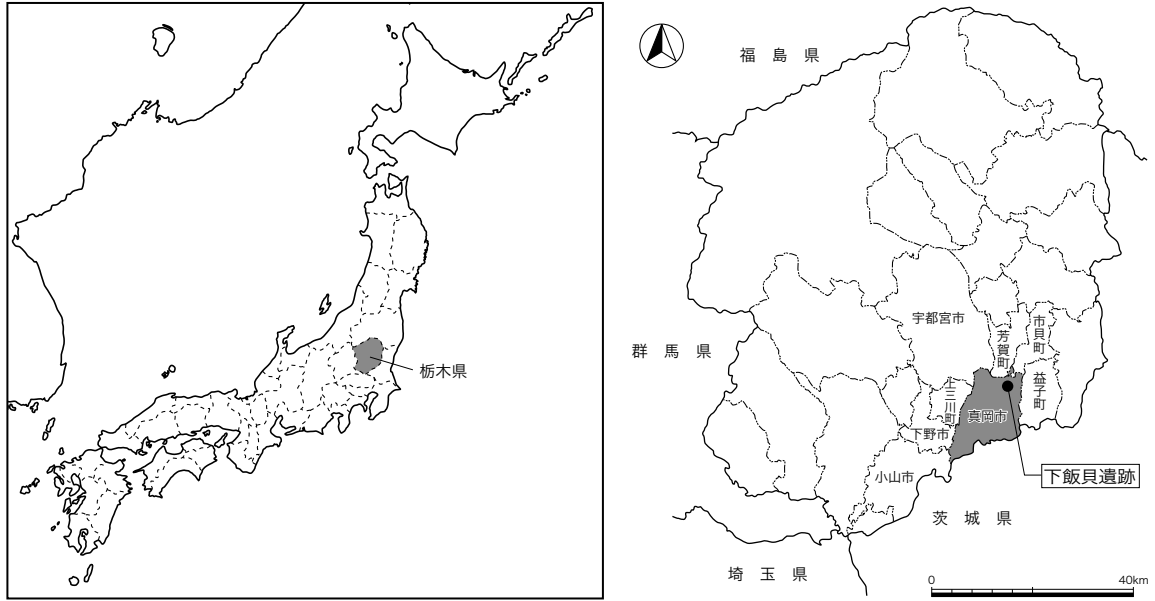 栃木県
福島県
群馬県
宇都宮市
芳賀町
市貝町
益子町
上三川町
真岡市
下野市
小山市
下飯貝遺跡
茨城県
埼玉県
0
40km